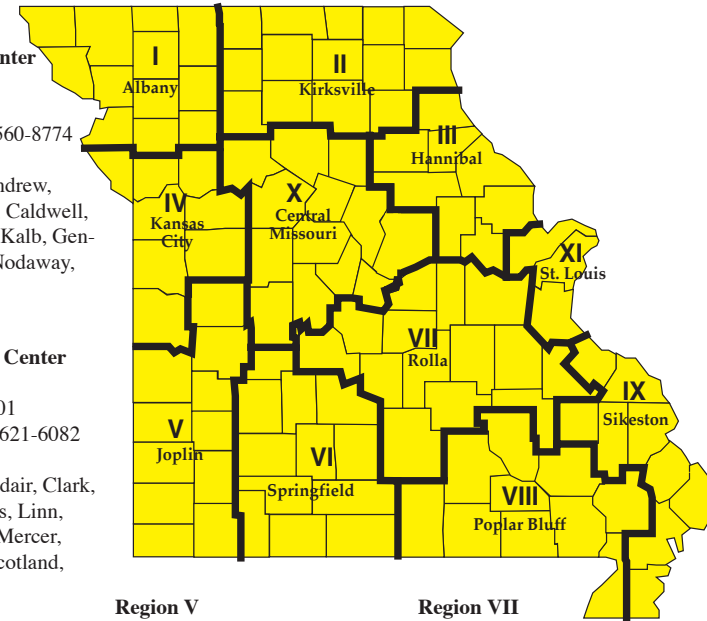 nter
560-8774
ndrew,
Caldwell,
Kalb, Gen-
Nodaway,
Center
01
621-6082
dair, Clark,
s, Linn,
Mercer,
cotland,
I
Albany
II
Kirksville
III
Hannibal
IV
Kansas
City
X
Central
Missouri
XI
St. Louis
VII
Rolla
IX
Sikeston
V
Joplin
VI
Springfield
VIII
Poplar Bluff
Region V
Region VII